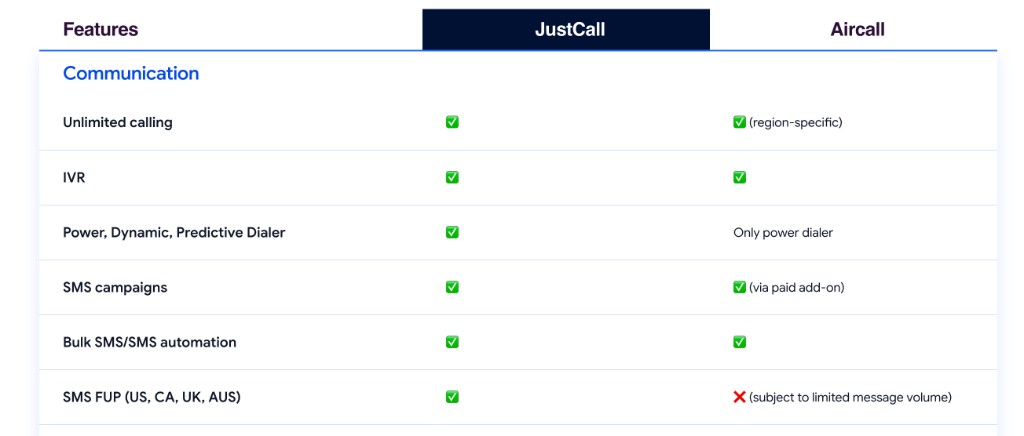 Features JustCall Aircall
Communication
Unlimited calling ✅ ✅ (region-specific)
IVR ✅ ✅
Power, Dynamic, Predictive Dialer ✅ Only power dialer
SMS campaigns ✅ ✅ (via paid add-on)
Bulk SMS/SMS automation ✅ ✅
SMS FUP (US, CA, UK, AUS) ✅ ❌ (subject to limited message volume)